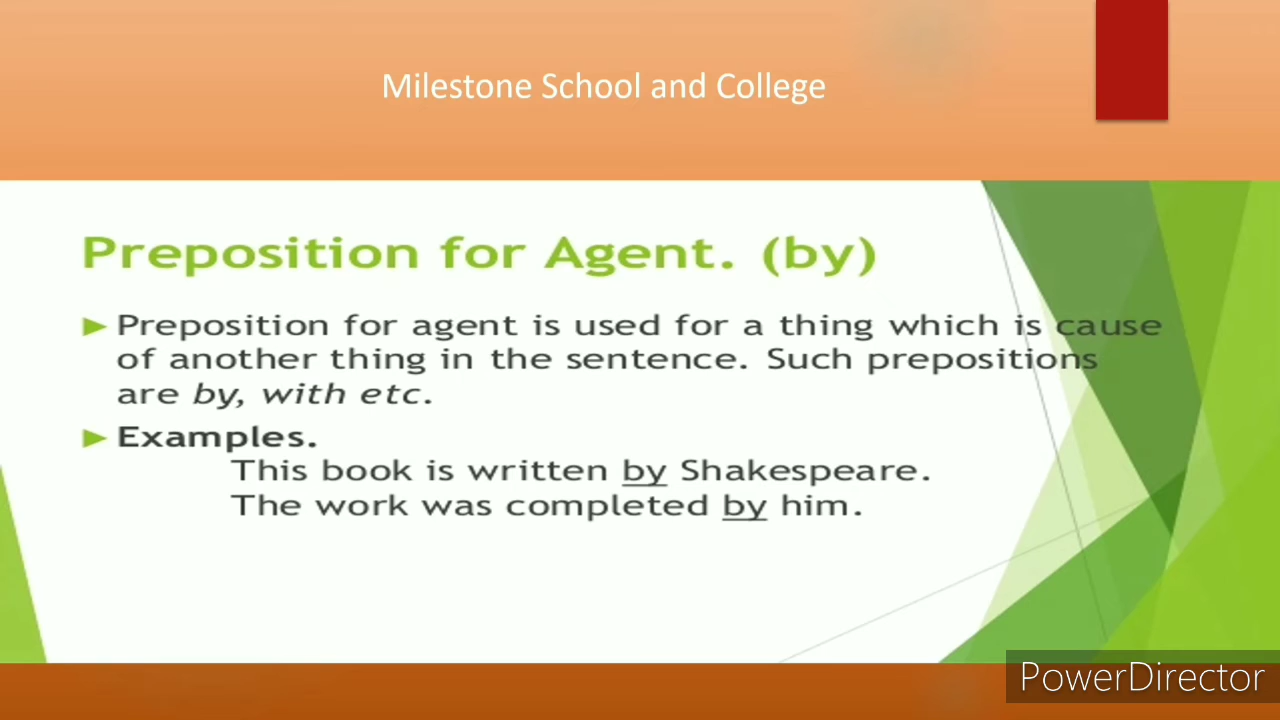 Milestone School and College
Preposition for Agent. (by)
Preposition for agent is used for a thing which is cause
of another thing in the sentence. Such prepositions
are by, with etc.
Examples.
This book is written by Shakespeare.
The work was completed by him.
PowerDirector